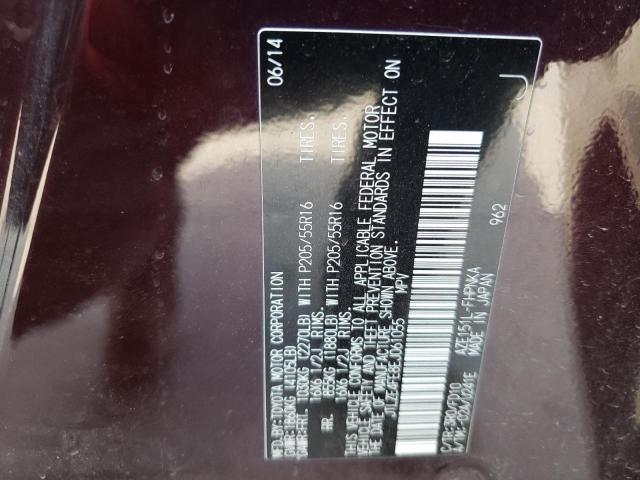 MFD.BY:TOYOTA MOTOR CORPORATION 06/14
GVWR:1860KG (4105LB)
GAWR:FRT. 1030KG (2270LB) WITH P205/55R16 TIRES.
16X6 1/2J RIMS.
RR. 855KG (1880LB) WITH P205/55R16 TIRES.
16X6 1/2J RIMS.
THIS VEHICLE CONFORMS TO ALL APPLICABLE FEDERAL MOTOR
VEHICLE SAFETY AND THEFT PREVENTION STANDARDS IN EFFECT ON
THE DATE OF MANUFACTURE SHOWN ABOVE.
MPV
AZE151L-FHPNKA
MADE IN JAPAN
962
J